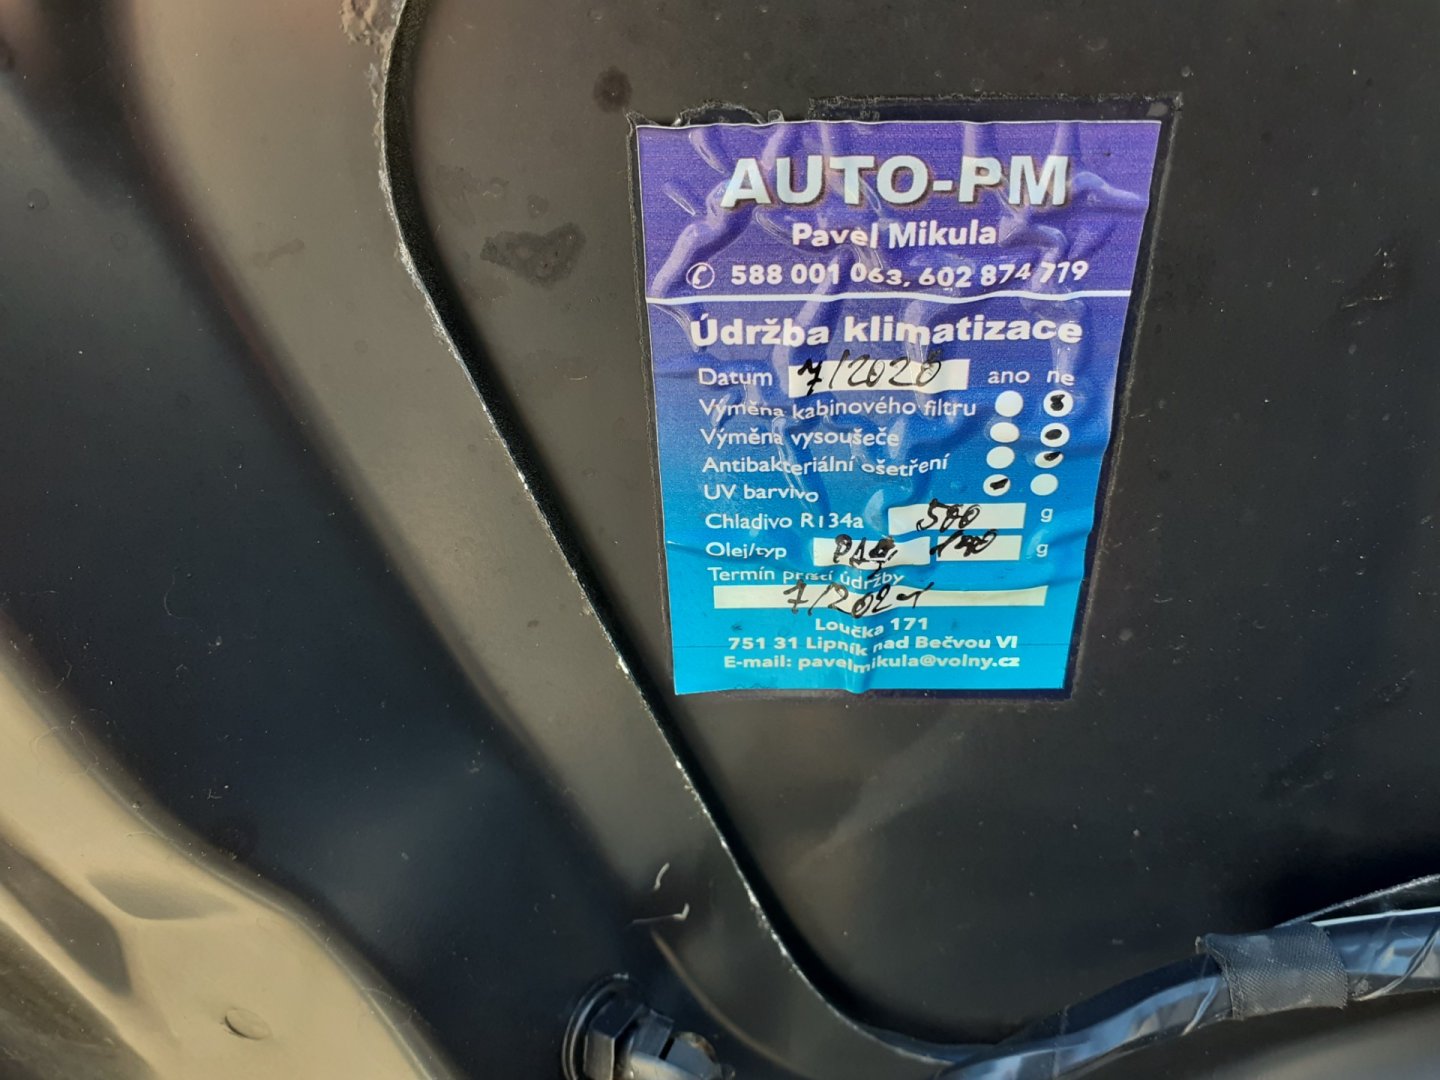 AUTO-PM
Pavel Mikula
588 001 063, 602 874 779
Údržba klimatizace
Datum 7/2020 ano ne
Výměna kabinového filtru
Výměna vysoušeče
Antibakteriální ošetření
UV barvivo
Chladivo R134a 500 g
Olej/typ PAG g
Termín příští údržby
7/2021
Loučka 171
751 31 Lipník nad Bečvou VI
E-mail: pavelmikula@volny.cz